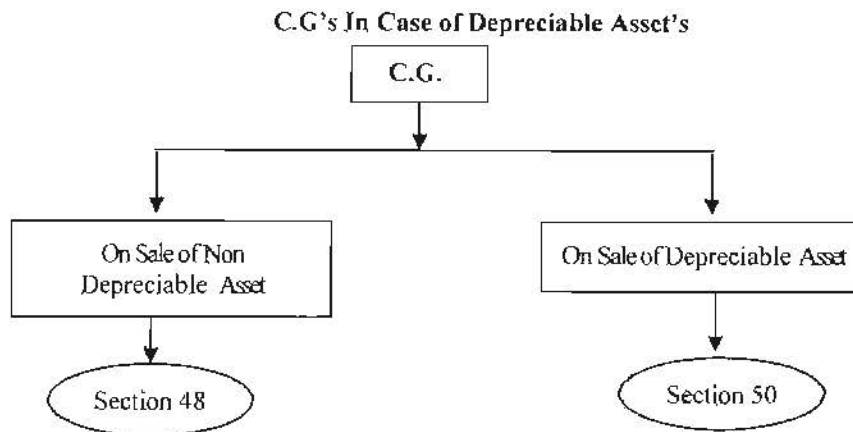 C.G's In Case of Depreciable Asset's
C.G.
On Sale of Non
Depreciable Asset
On Sale of Depreciable Asset
Section 48
Section 50